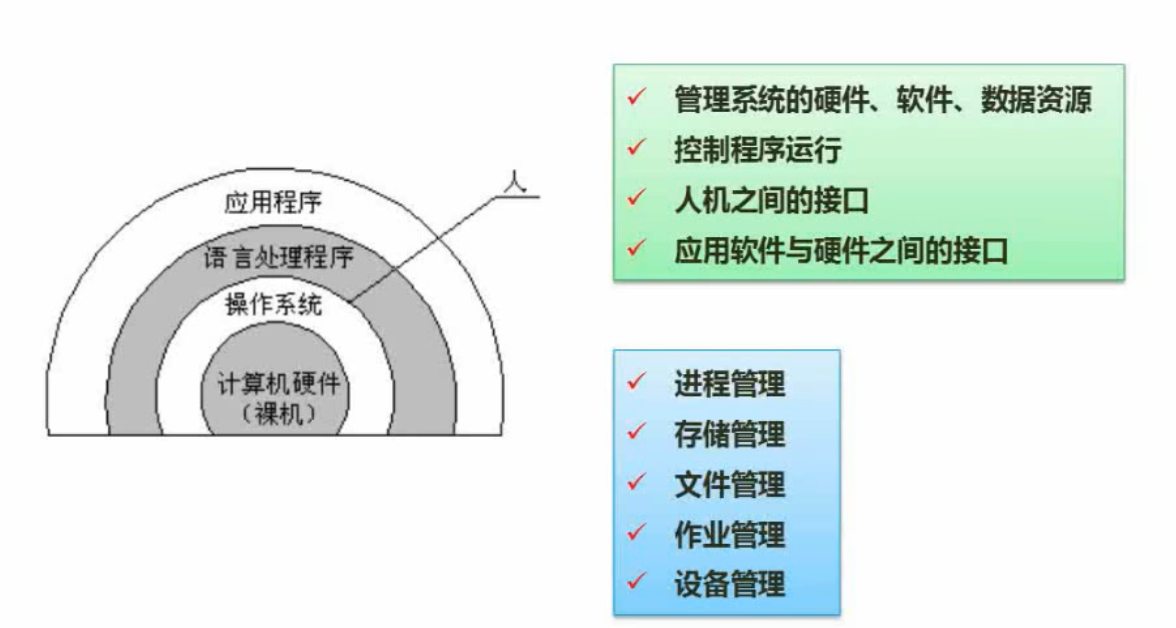 应用程序
语言处理程序
操作系统
计算机硬件
（裸机）
人
管理系统的硬件、软件、数据资源
控制程序运行
人机之间的接口
应用软件与硬件之间的接口
进程管理
存储管理
文件管理
作业管理
设备管理